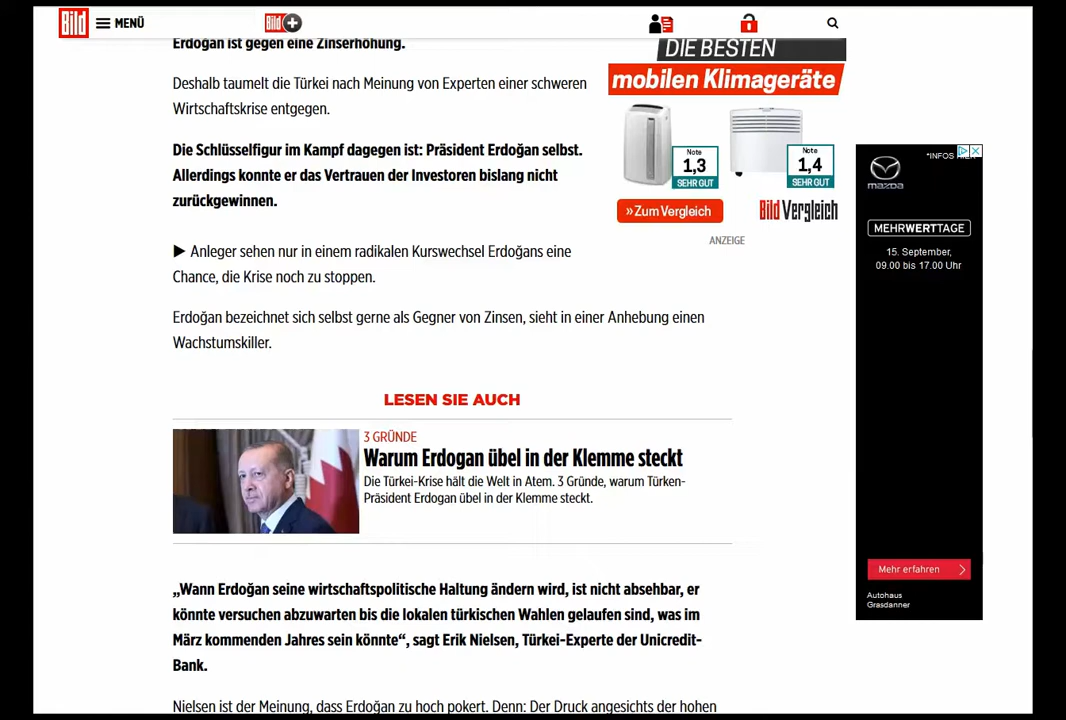 Bild MENÜ Bild+
Erdoğan ist gegen eine Zinserhöhung.
Deshalb taumelt die Türkei nach Meinung von Experten einer schweren
Wirtschaftskrise entgegen.
Die Schlüsselfigur im Kampf dagegen ist: Präsident Erdoğan selbst.
Allerdings konnte er das Vertrauen der Investoren bislang nicht
zurückgewinnen.
► Anleger sehen nur in einem radikalen Kurswechsel Erdoğans eine
Chance, die Krise noch zu stoppen.
Erdoğan bezeichnet sich selbst gerne als Gegner von Zinsen, sieht in einer Anhebung einen
Wachstumskiller.
LESEN SIE AUCH
3 GRÜNDE
Warum Erdogan übel in der Klemme steckt
Die Türkei-Krise hält die Welt in Atem. 3 Gründe, warum Türken-
Präsident Erdogan übel in der Klemme steckt.
„Wann Erdoğan seine wirtschaftspolitische Haltung ändern wird, ist nicht absehbar, er
könnte versuchen abzuwarten bis die lokalen türkischen Wahlen gelaufen sind, was im
März kommenden Jahres sein könnte“, sagt Erik Nielsen, Türkei-Experte der Unicredit-
Bank.
Nielsen ist der Meinung, dass Erdoğan zu hoch pokert. Denn: Der Druck angesichts der hohen
DIE BESTEN
mobilen Klimageräte
Note
1,3
SEHR GUT
Note
1,4
SEHR GUT
»Zum Vergleich
Bild Vergleich
ANZEIGE
*INFOS
mazda
MEHRWERTTAGE
15. September,
09.00 bis 17.00 Uhr
Mehr erfahren
Autohaus
Grasdanner